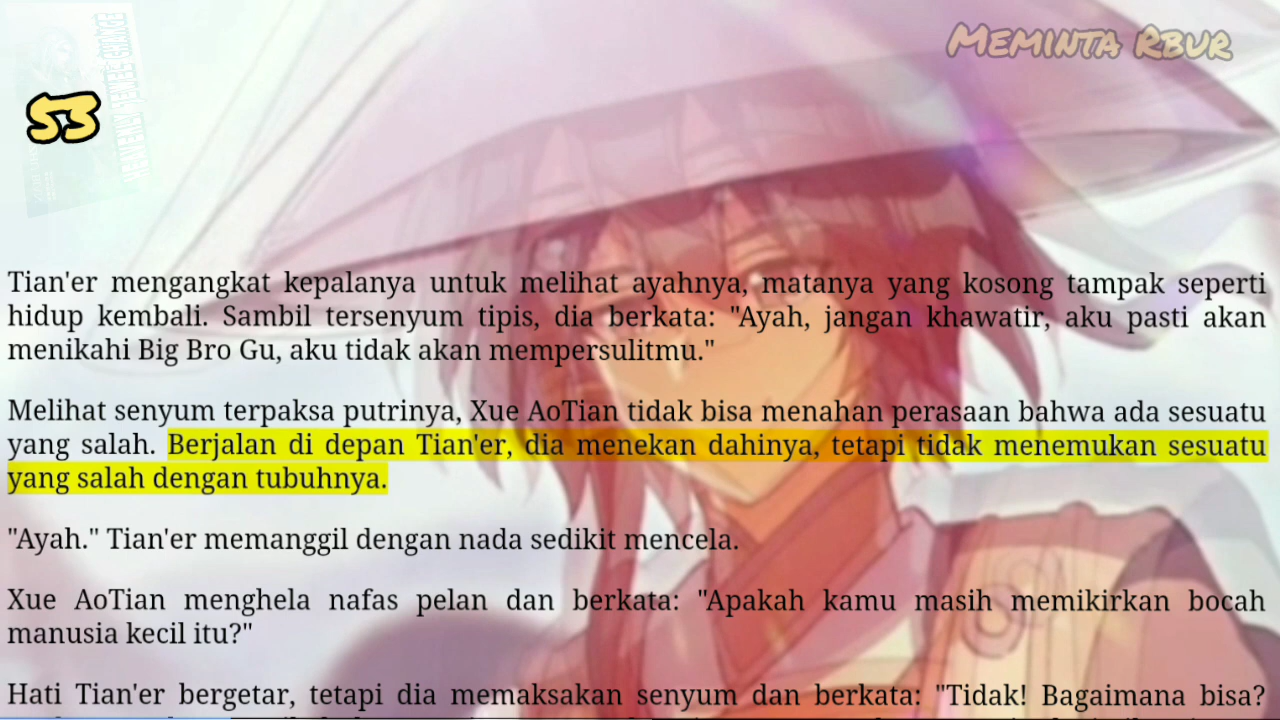 Meminta Rbur
53
HEAVENLY JEWEL CHANGE
Tian'er mengangkat kepalanya untuk melihat ayahnya, matanya yang kosong tampak seperti
hidup kembali. Sambil tersenyum tipis, dia berkata: "Ayah, jangan khawatir, aku pasti akan
menikahi Big Bro Gu, aku tidak akan mempersulitmu."
Melihat senyum terpaksa putrinya, Xue AoTian tidak bisa menahan perasaan bahwa ada sesuatu
yang salah. Berjalan di depan Tian'er, dia menekan dahinya, tetapi tidak menemukan sesuatu
yang salah dengan tubuhnya.
"Ayah." Tian'er memanggil dengan nada sedikit mencela.
Xue AoTian menghela nafas pelan dan berkata: "Apakah kamu masih memikirkan bocah
manusia kecil itu?"
Hati Tian'er bergetar, tetapi dia memaksakan senyum dan berkata: "Tidak! Bagaimana bisa?